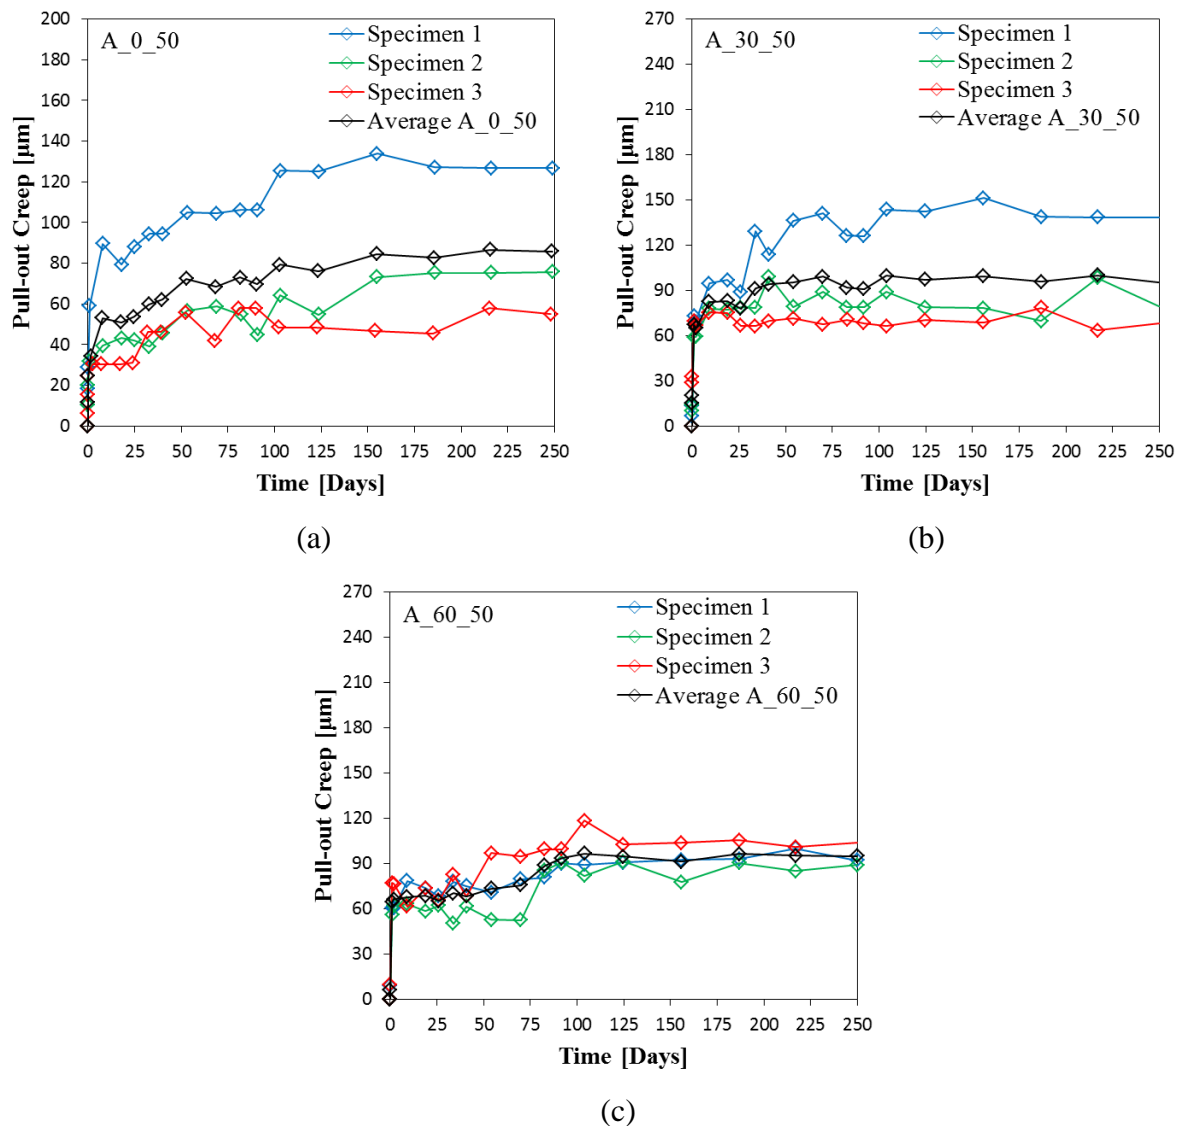 A_0_50
Specimen 1
Specimen 2
Specimen 3
Average A_0_50
Pull-out Creep [µm]
200
180
160
140
120
100
80
60
40
20
0
0 25 50 75 100 125 150 175 200 225 250
Time [Days]
(a)
A_30_50
Specimen 1
Specimen 2
Specimen 3
Average A_30_50
Pull-out Creep [µm]
270
240
210
180
150
120
90
60
30
0
0 25 50 75 100 125 150 175 200 225 250
Time [Days]
(b)
A_60_50
Specimen 1
Specimen 2
Specimen 3
Average A_60_50
Pull-out Creep [µm]
270
240
210
180
150
120
90
60
30
0
0 25 50 75 100 125 150 175 200 225 250
Time [Days]
(c)